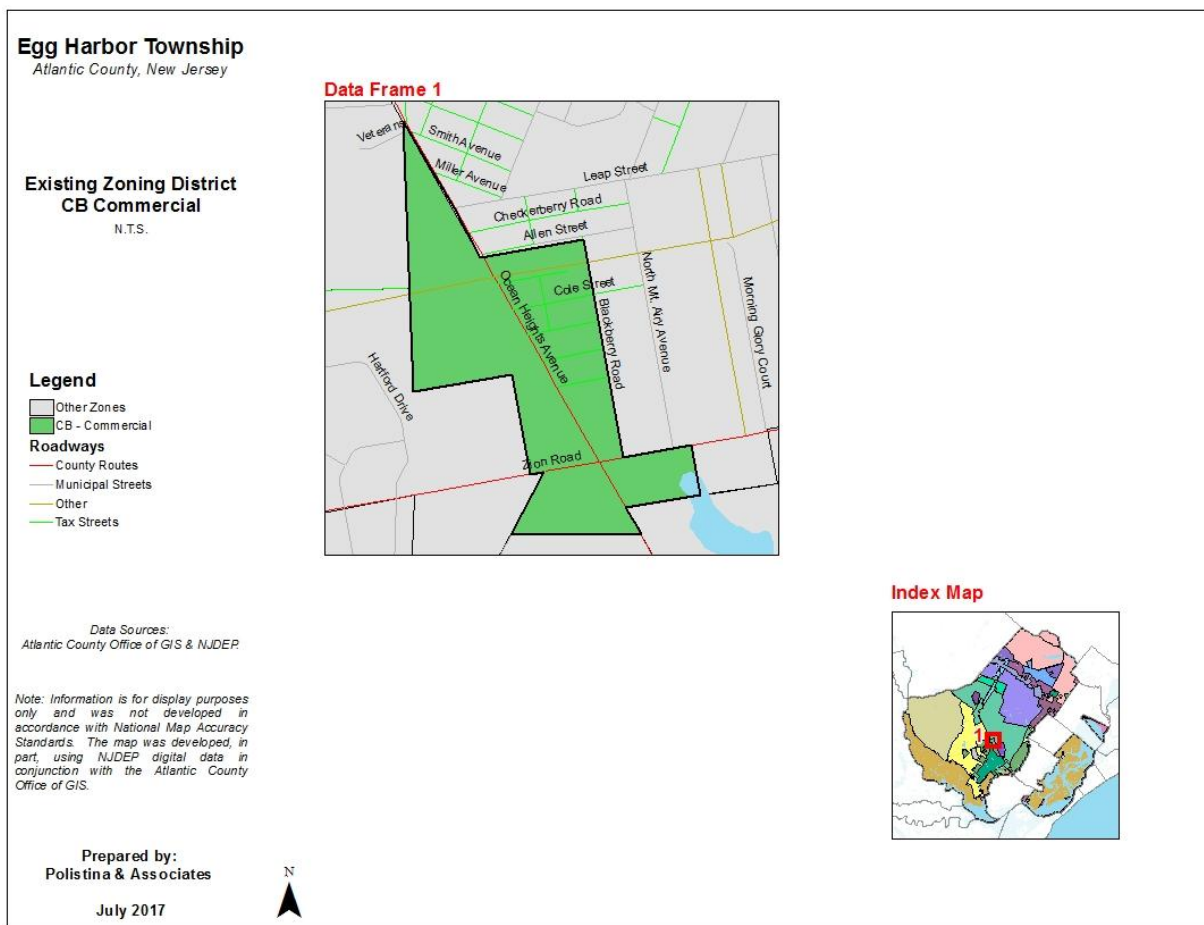 Egg Harbor Township
Atlantic County, New Jersey
Existing Zoning District
CB Commercial
N.T.S.
Legend
Other Zones
CB - Commercial
Roadways
County Routes
Municipal Streets
Other
Tax Streets
Data Sources:
Atlantic County Office of GIS & NJDEP.
Note: Information is for display purposes
only and was not developed in
accordance with National Map Accuracy
Standards. The map was developed, in
part, using NJDEP digital data in
conjunction with the Atlantic County
Office of GIS.
Prepared by:
Polistina & Associates
July 2017
N
Data Frame 1
Veterans
Smith Avenue
Miller Avenue
Leap Street
Checkerberry Road
Allen Street
Cole Street
Ocean Heights Avenue
Blackberry Road
North Mt. Airy Avenue
Morning Glory Court
Hartford Drive
Zion Road
Index Map
1